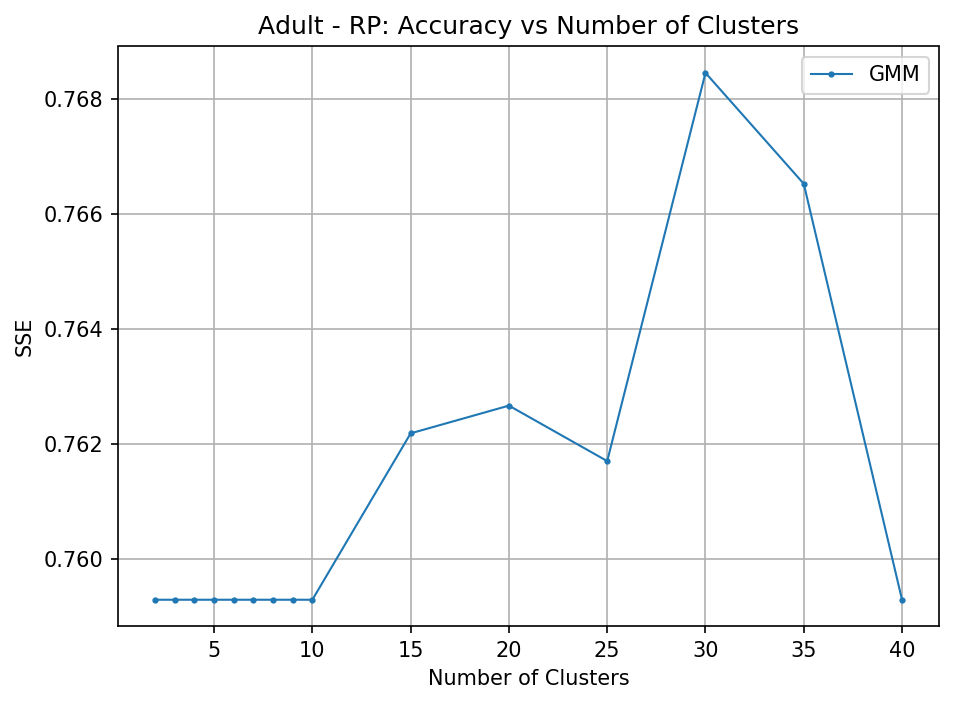 Adult - RP: Accuracy vs Number of Clusters
GMM
0.768
0.766
0.764
0.762
0.760
SSE
5 10 15 20 25 30 35 40
Number of Clusters